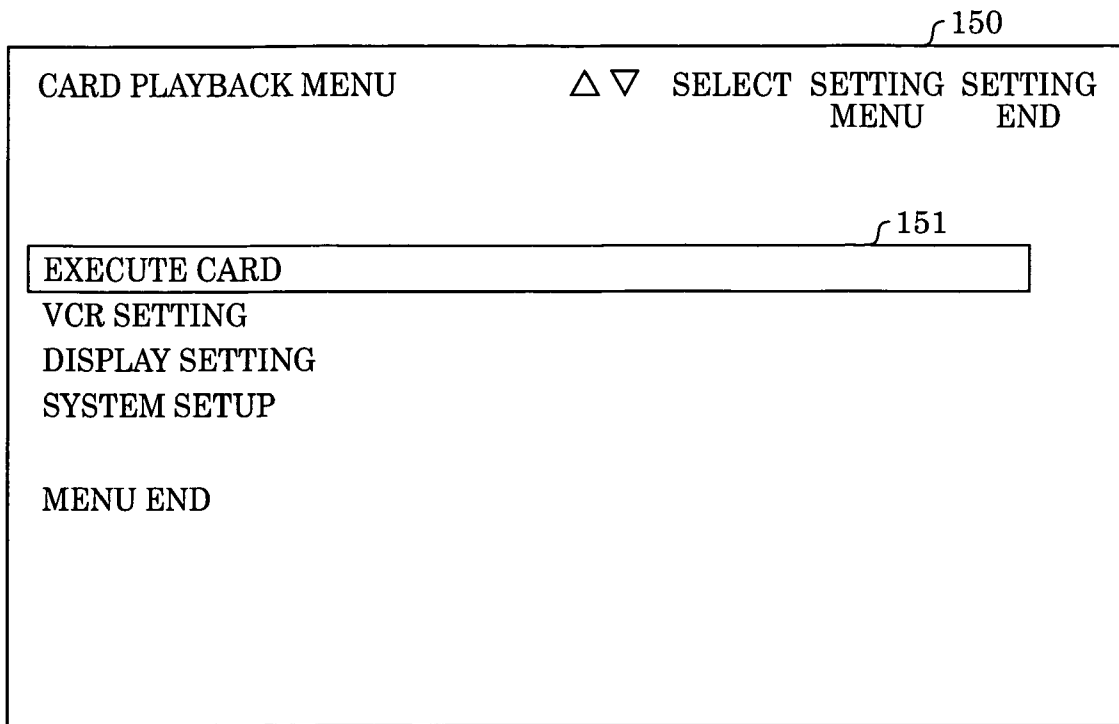 150
CARD PLAYBACK MENU △ ▽ SELECT SETTING SETTING
MENU END
151
EXECUTE CARD
VCR SETTING
DISPLAY SETTING
SYSTEM SETUP
MENU END